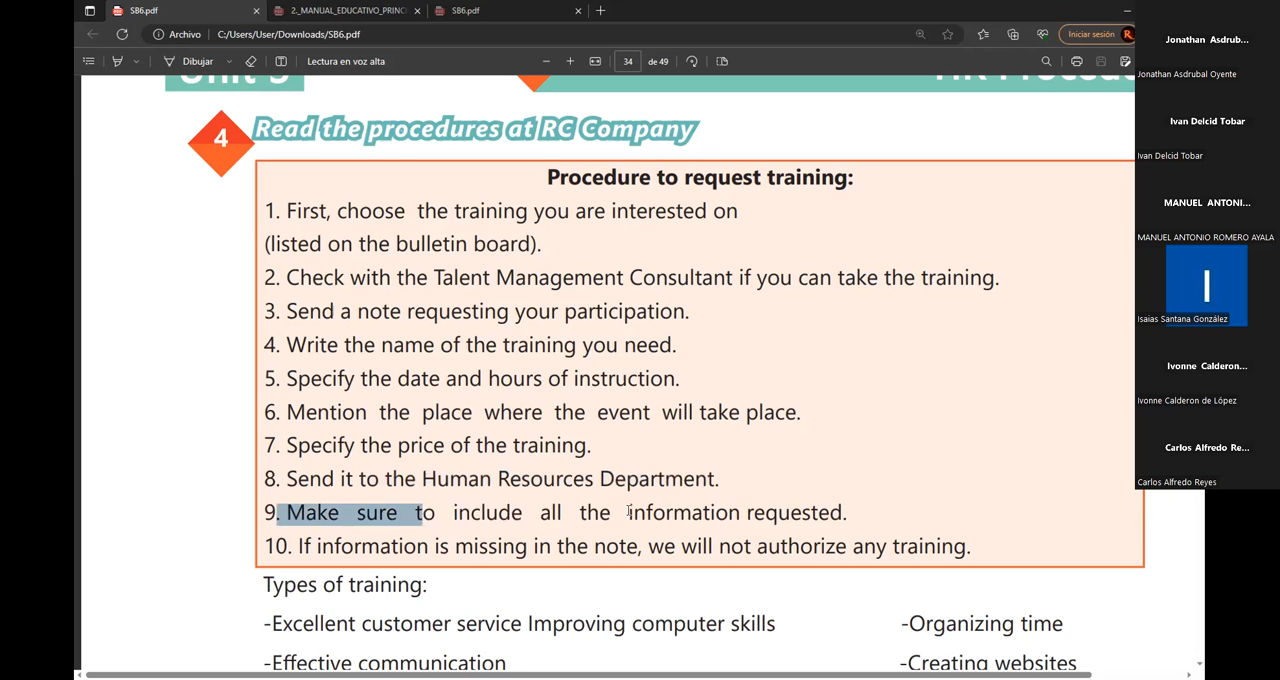 SB6.pdf
2._MANUAL_EDUCATIVO_PRINC
SB6.pdf
Archivo
C:/Users/User/Downloads/SB6.pdf
Iniciar sesión
R
Dibujar
Lectura en voz alta
34
de 49
4
Read the procedures at RC Company
Procedure to request training:
1. First, choose the training you are interested on
(listed on the bulletin board).
2. Check with the Talent Management Consultant if you can take the training.
3. Send a note requesting your participation.
4. Write the name of the training you need.
5. Specify the date and hours of instruction.
6. Mention the place where the event will take place.
7. Specify the price of the training.
8. Send it to the Human Resources Department.
9. Make sure to include all the information requested.
10. If information is missing in the note, we will not authorize any training.
Types of training:
-Excellent customer service Improving computer skills
-Organizing time
-Effective communication
-Creating websites
Jonathan Asdrub...
Jonathan Asdrubal Oyente
Ivan Delcid Tobar
Ivan Delcid Tobar
MANUEL ANTONI...
MANUEL ANTONIO ROMERO AYALA
I
Isaias Santana González
Ivonne Calderon...
Ivonne Calderon de López
Carlos Alfredo Re...
Carlos Alfredo Reyes